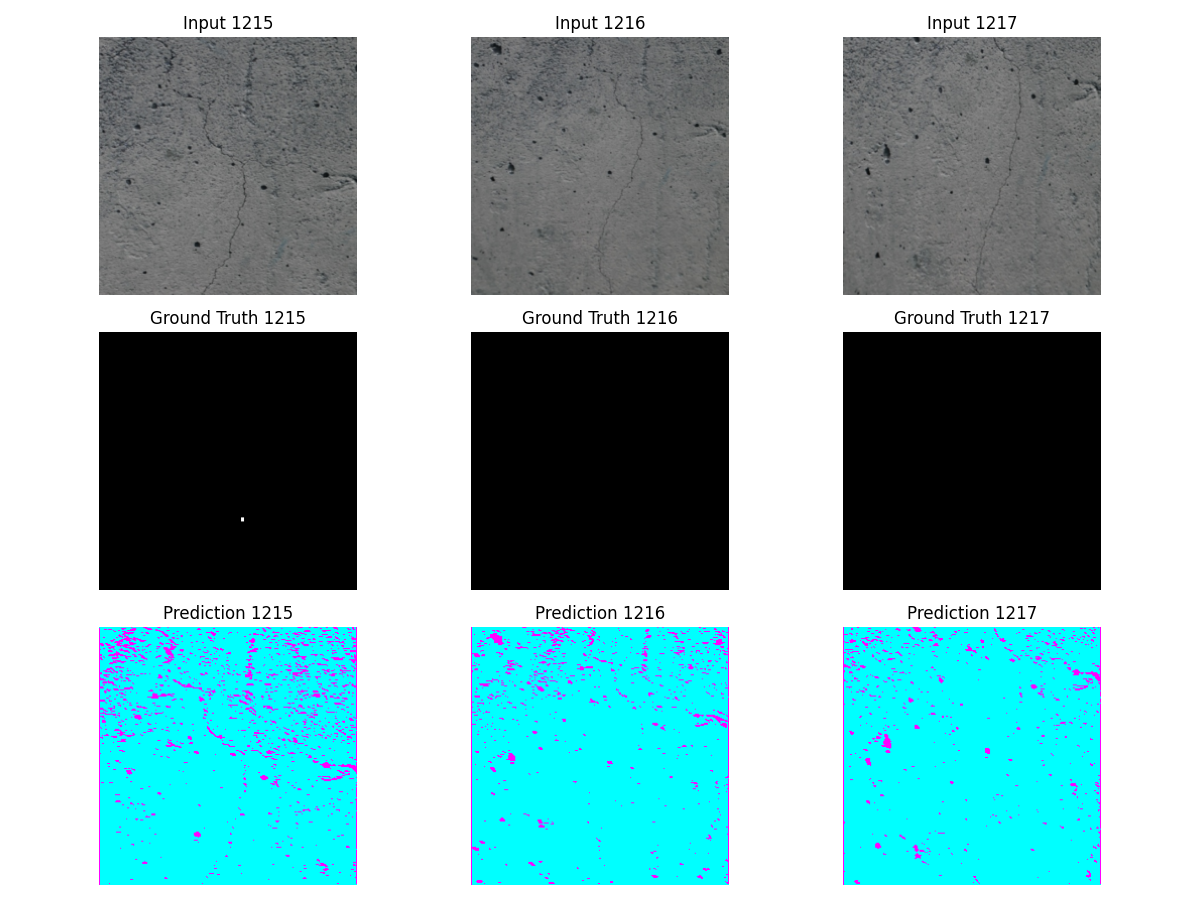 Input 1215
Input 1216
Input 1217
Ground Truth 1215
Ground Truth 1216
Ground Truth 1217
Prediction 1215
Prediction 1216
Prediction 1217